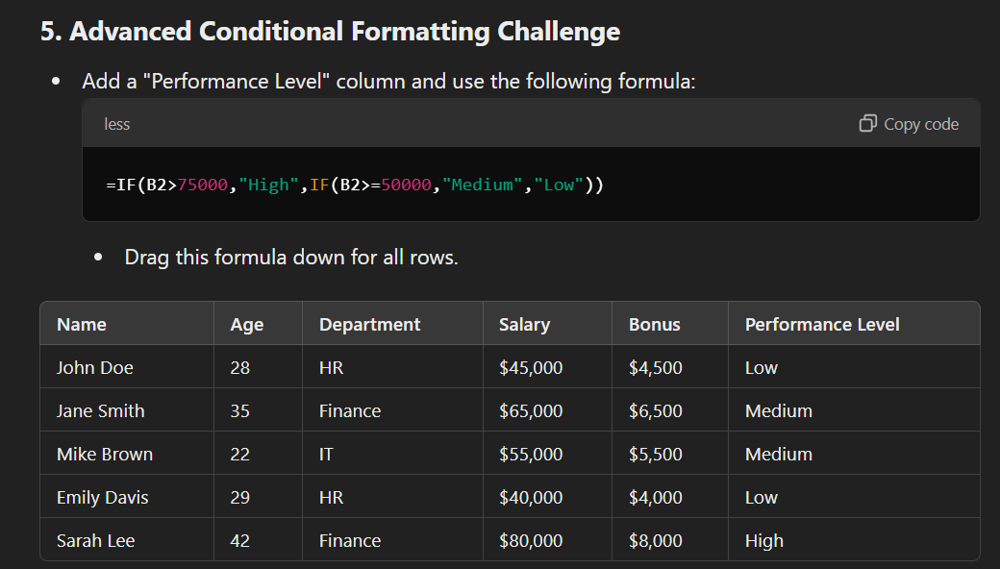 5. Advanced Conditional Formatting Challenge
• Add a "Performance Level" column and use the following formula:
less Copy code
=IF(B2>75000,"High",IF(B2>=50000,"Medium","Low"))
• Drag this formula down for all rows.
Name Age Department Salary Bonus Performance Level
John Doe 28 HR $45,000 $4,500 Low
Jane Smith 35 Finance $65,000 $6,500 Medium
Mike Brown 22 IT $55,000 $5,500 Medium
Emily Davis 29 HR $40,000 $4,000 Low
Sarah Lee 42 Finance $80,000 $8,000 High